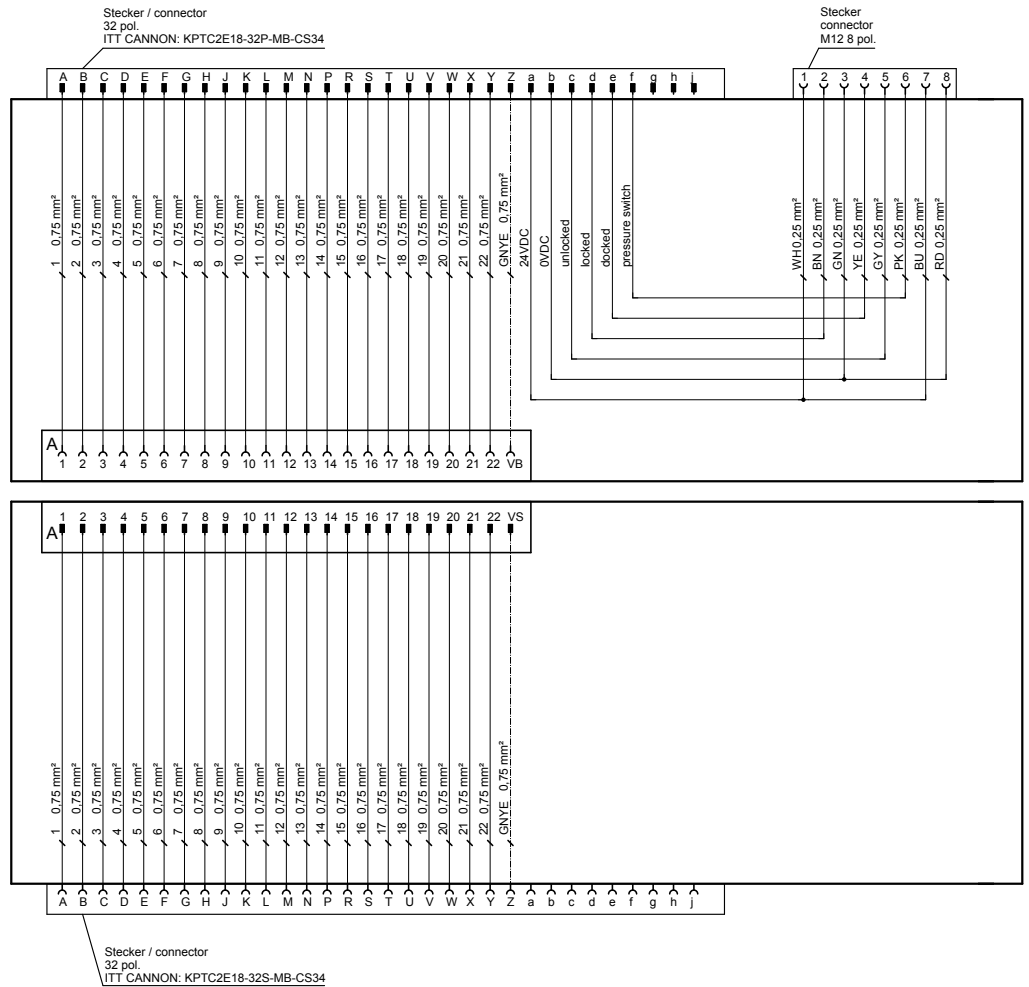 Stecker / connector
32 pol.
ITT CANNON: KPTC2E18-32P-MB-CS34
Stecker
connector
M12 8 pol.
A B C D E F G H J K L M N P R S T U V W X Y Z a b c d e f g h j
1 2 3 4 5 6 7 8
1 0,75 mm²
2 0,75 mm²
3 0,75 mm²
4 0,75 mm²
5 0,75 mm²
6 0,75 mm²
7 0,75 mm²
8 0,75 mm²
9 0,75 mm²
10 0,75 mm²
11 0,75 mm²
12 0,75 mm²
13 0,75 mm²
14 0,75 mm²
15 0,75 mm²
16 0,75 mm²
17 0,75 mm²
18 0,75 mm²
19 0,75 mm²
20 0,75 mm²
21 0,75 mm²
22 0,75 mm²
GNYE 0,75 mm²
24VDC
0VDC
unlocked
locked
docked
pressure switch
WH 0,25 mm²
BN 0,25 mm²
GN 0,25 mm²
YE 0,25 mm²
GY 0,25 mm²
PK 0,25 mm²
BU 0,25 mm²
RD 0,25 mm²
A
1 2 3 4 5 6 7 8 9 10 11 12 13 14 15 16 17 18 19 20 21 22 VB
1 2 3 4 5 6 7 8 9 10 11 12 13 14 15 16 17 18 19 20 21 22 VS
A
1 0,75 mm²
2 0,75 mm²
3 0,75 mm²
4 0,75 mm²
5 0,75 mm²
6 0,75 mm²
7 0,75 mm²
8 0,75 mm²
9 0,75 mm²
10 0,75 mm²
11 0,75 mm²
12 0,75 mm²
13 0,75 mm²
14 0,75 mm²
15 0,75 mm²
16 0,75 mm²
17 0,75 mm²
18 0,75 mm²
19 0,75 mm²
20 0,75 mm²
21 0,75 mm²
22 0,75 mm²
GNYE 0,75 mm²
A B C D E F G H J K L M N P R S T U V W X Y Z a b c d e f g h j
Stecker / connector
32 pol.
ITT CANNON: KPTC2E18-32S-MB-CS34